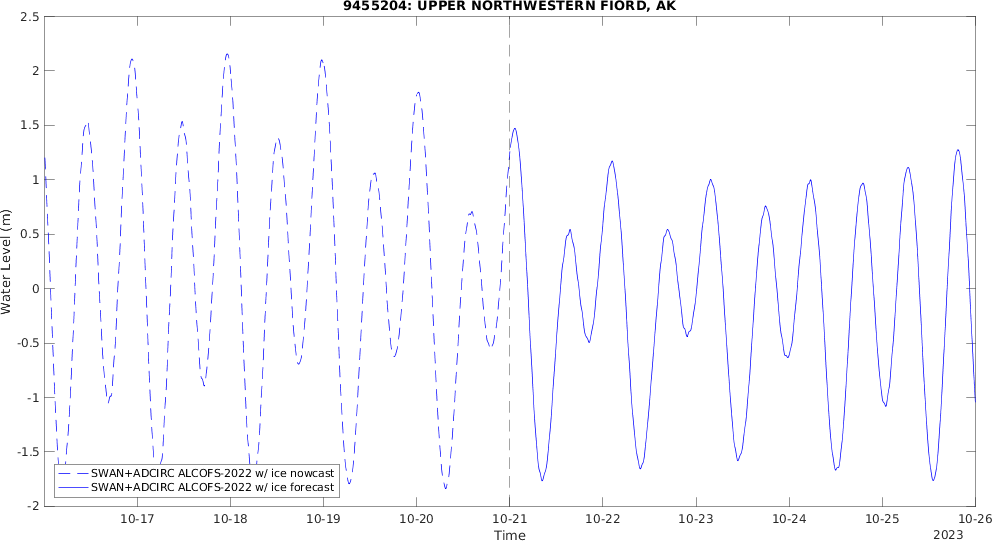 9455204: UPPER NORTHWESTERN FIORD, AK
2.5
2
1.5
1
0.5
0
-0.5
-1
-1.5
-2
Water Level (m)
SWAN+ADCIRC ALCOFS-2022 w/ ice nowcast
SWAN+ADCIRC ALCOFS-2022 w/ ice forecast
10-17 10-18 10-19 10-20 10-21 10-22 10-23 10-24 10-25 10-26
Time
2023